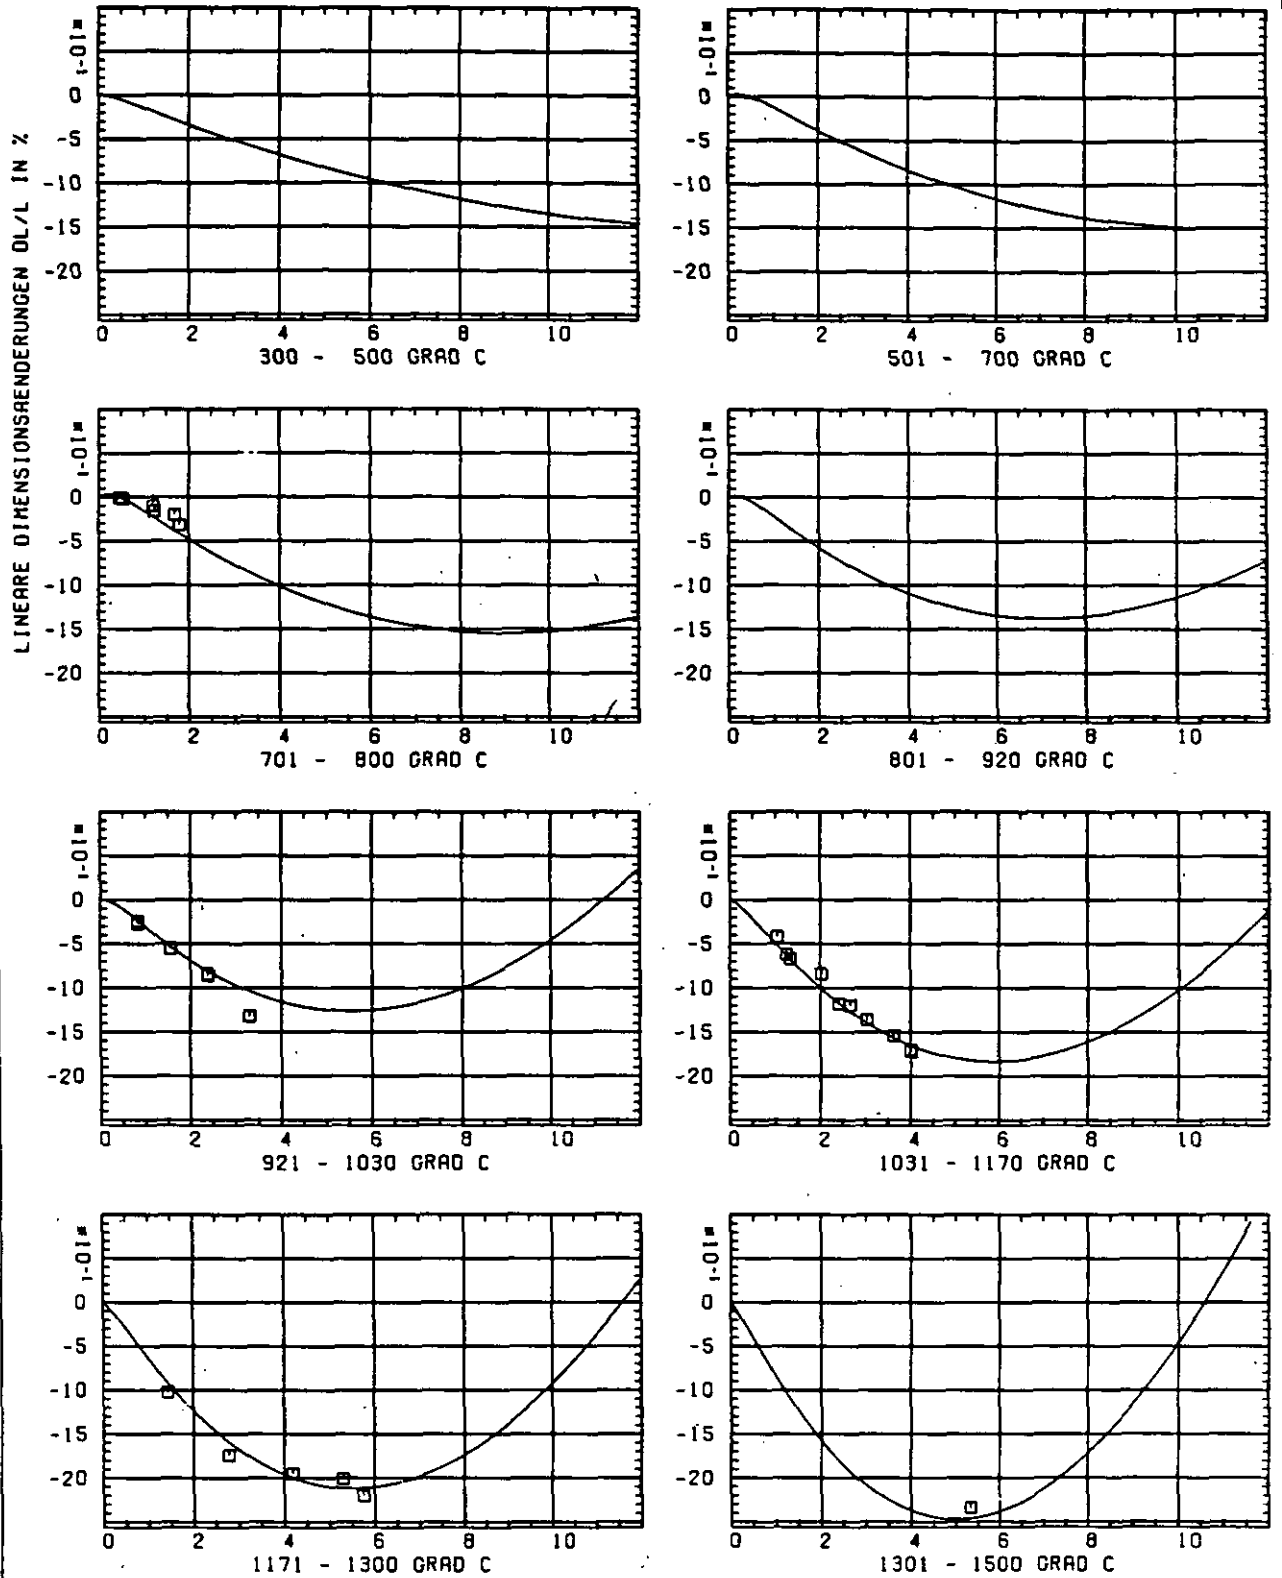 LINEARE DIMENSIONSAENDERUNGEN DL/L IN %
*10-1
0
-5
-10
-15
-20
0 2 4 6 8 10
300 - 500 GRAD C
*10-1
0
-5
-10
-15
-20
0 2 4 6 8 10
501 - 700 GRAD C
*10-1
0
-5
-10
-15
-20
0 2 4 6 8 10
701 - 800 GRAD C
*10-1
0
-5
-10
-15
-20
0 2 4 6 8 10
801 - 920 GRAD C
*10-1
0
-5
-10
-15
-20
0 2 4 6 8 10
921 - 1030 GRAD C
*10-1
0
-5
-10
-15
-20
0 2 4 6 8 10
1031 - 1170 GRAD C
*10-1
0
-5
-10
-15
-20
0 2 4 6 8 10
1171 - 1300 GRAD C
*10-1
0
-5
-10
-15
-20
0 2 4 6 8 10
1301 - 1500 GRAD C